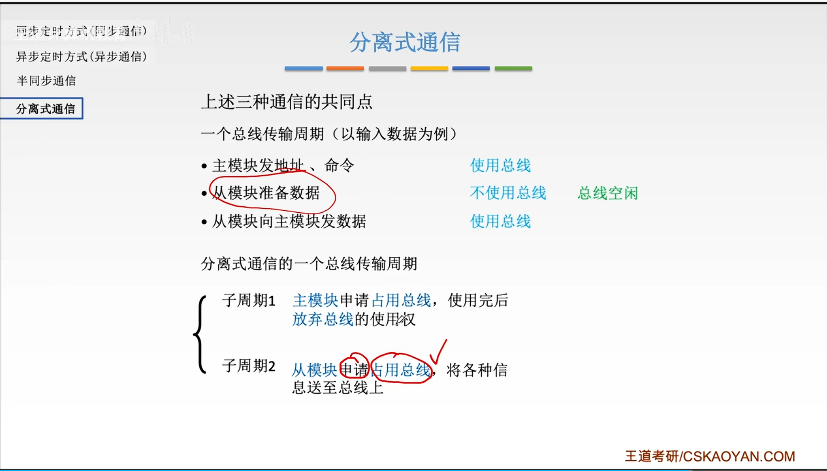 同步定时方式(同步通信)
异步定时方式(异步通信)
半同步通信
分离式通信
分离式通信
上述三种通信的共同点
一个总线传输周期（以输入数据为例）
• 主模块发地址 、命令 使用总线
• 从模块准备数据 不使用总线 总线空闲
• 从模块向主模块发数据 使用总线
分离式通信的一个总线传输周期
子周期1 主模块申请占用总线，使用完后
放弃总线的使用权
子周期2 从模块申请占用总线，将各种信
息送至总线上
王道考研/CSKAOYAN.COM